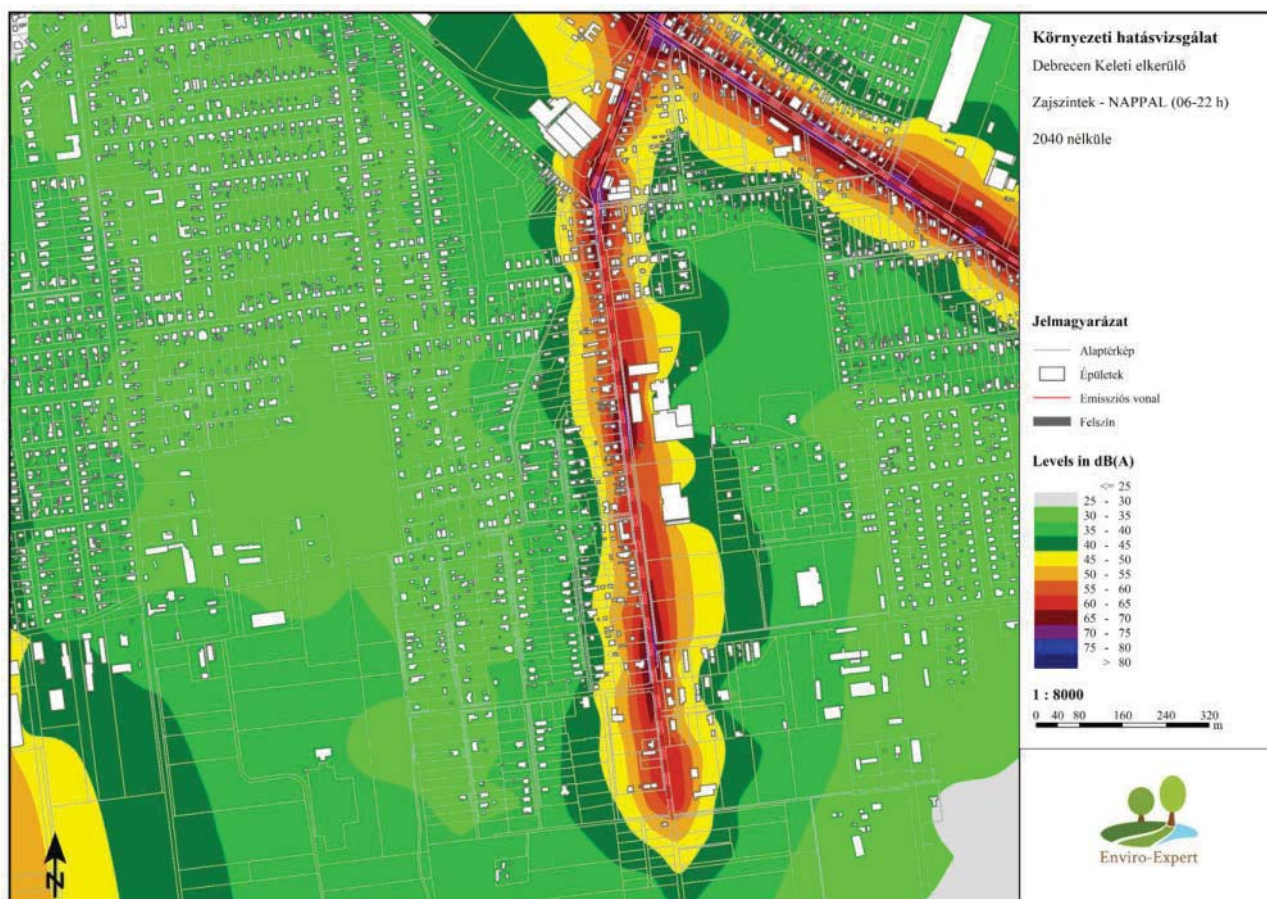 Környezeti hatásvizsgálat
Debrecen Keleti elkerülő
Zajszintek - NAPPAL (06-22 h)
2040 nélküle
Jelmagyarázat
Alaptérkép
Épületek
Emissziós vonal
Felszín
Levels in dB(A)
<= 25
25 - 30
30 - 35
35 - 40
40 - 45
45 - 50
50 - 55
55 - 60
60 - 65
65 - 70
70 - 75
75 - 80
> 80
1 : 8000
0 40 80 160 240 320
m
N
Enviro-Expert